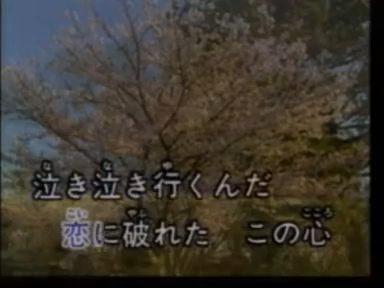 泣き泣き行くんだ
恋に破れた　この心